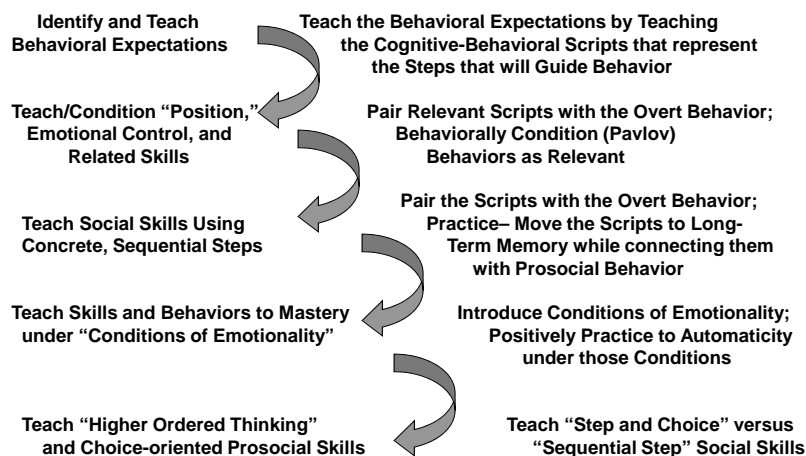 Identify and Teach
Behavioral Expectations
Teach the Behavioral Expectations by Teaching
the Cognitive-Behavioral Scripts that represent
the Steps that will Guide Behavior
Teach/Condition “Position,”
Emotional Control, and
Related Skills
Pair Relevant Scripts with the Overt Behavior;
Behaviorally Condition (Pavlov)
Behaviors as Relevant
Teach Social Skills Using
Concrete, Sequential Steps
Pair the Scripts with the Overt Behavior;
Practice– Move the Scripts to Long-
Term Memory while connecting them
with Prosocial Behavior
Teach Skills and Behaviors to Mastery
under “Conditions of Emotionality”
Introduce Conditions of Emotionality;
Positively Practice to Automaticity
under those Conditions
Teach “Higher Ordered Thinking”
and Choice-oriented Prosocial Skills
Teach “Step and Choice” versus
“Sequential Step” Social Skills